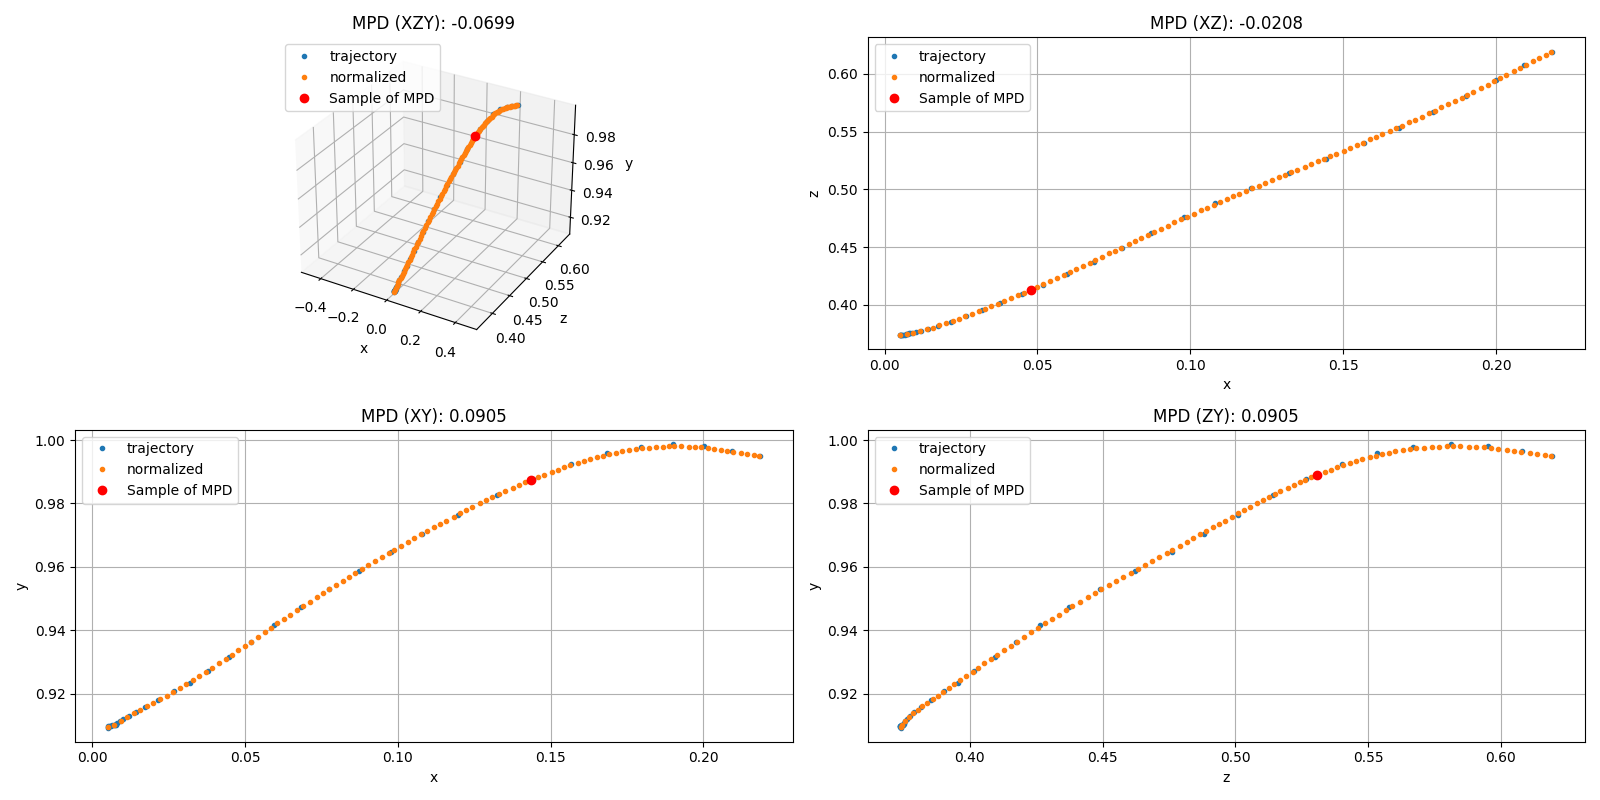 MPD (XZY): -0.0699
trajectory
normalized
Sample of MPD
0.98
0.96
0.94
0.92
y
−0.4
−0.2
0.0
0.2
0.4
x
0.40
0.45
0.50
0.55
0.60
z
MPD (XZ): -0.0208
trajectory
normalized
Sample of MPD
0.60
0.55
0.50
0.45
0.40
z
0.00 0.05 0.10 0.15 0.20
x
MPD (XY): 0.0905
trajectory
normalized
Sample of MPD
1.00
0.98
0.96
0.94
0.92
y
0.00 0.05 0.10 0.15 0.20
x
MPD (ZY): 0.0905
trajectory
normalized
Sample of MPD
1.00
0.98
0.96
0.94
0.92
y
0.40 0.45 0.50 0.55 0.60
z